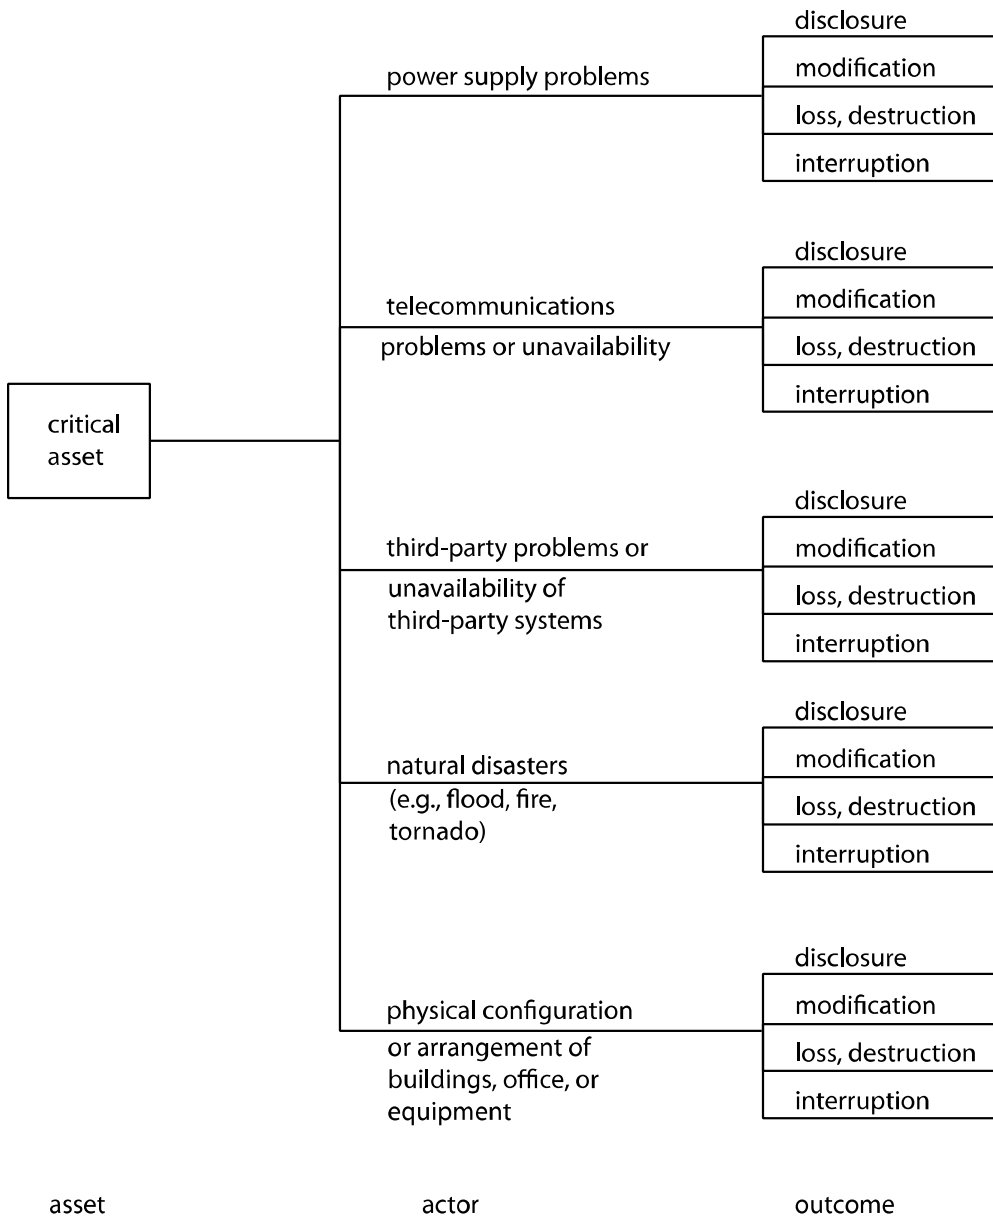 disclosure
power supply problems
modification
loss, destruction
interruption
disclosure
telecommunications
modification
problems or unavailability
loss, destruction
interruption
critical
asset
disclosure
third-party problems or
modification
unavailability of
loss, destruction
third-party systems
interruption
disclosure
natural disasters
modification
(e.g., flood, fire,
loss, destruction
tornado)
interruption
disclosure
physical configuration
modification
or arrangement of
loss, destruction
buildings, office, or
equipment
interruption
asset
actor
outcome